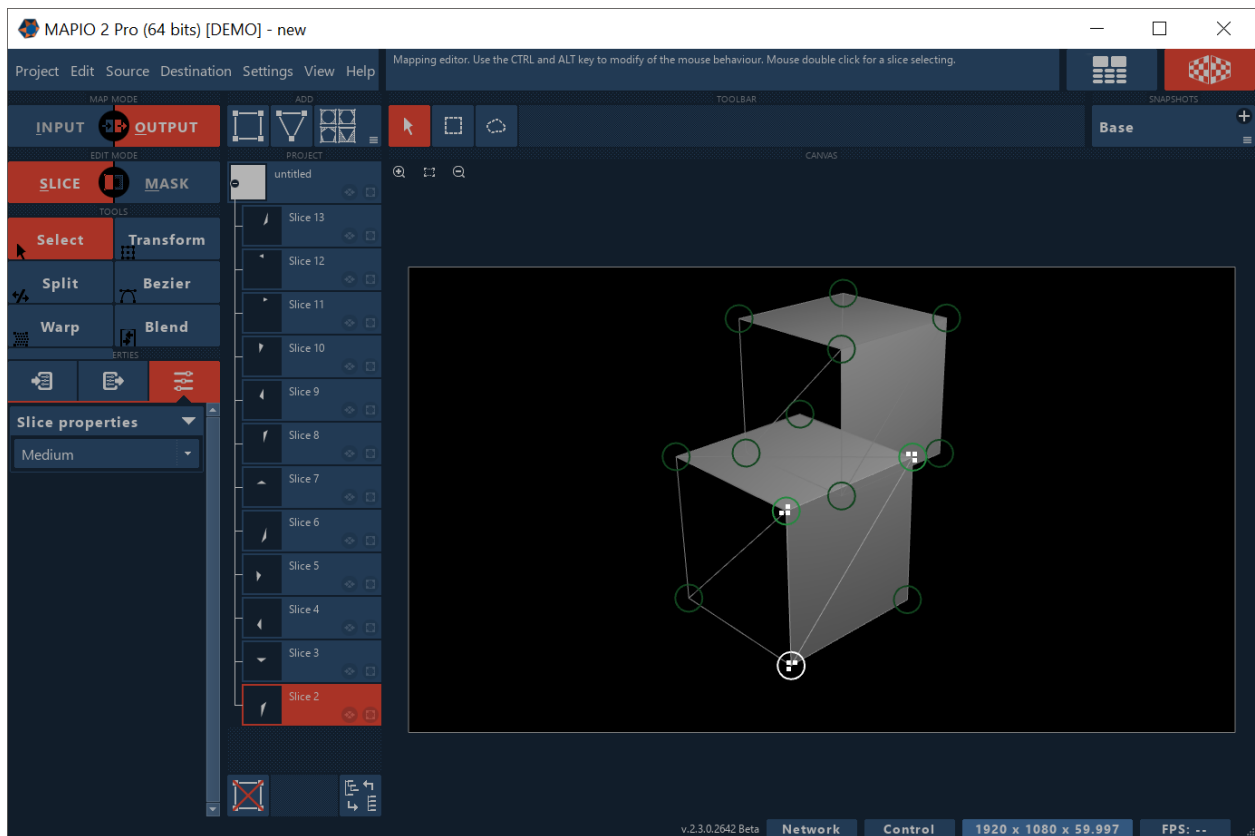 MAPIO 2 Pro (64 bits) [DEMO] - new
Project Edit Source Destination Settings View Help
Mapping editor. Use the CTRL and ALT key to modify of the mouse behaviour. Mouse double click for a slice selecting.
MAP MODE
ADD
TOOLBAR
SNAPSHOTS
INPUT
OUTPUT
Base
EDIT MODE
PROJECT
CANVAS
SLICE
MASK
untitled
TOOLS
Select
Transform
Split
Bezier
Warp
Blend
ERTIES
Slice properties
Medium
Slice 13
Slice 12
Slice 11
Slice 10
Slice 9
Slice 8
Slice 7
Slice 6
Slice 5
Slice 4
Slice 3
Slice 2
v.2.3.0.2642 Beta
Network
Control
1920 x 1080 x 59.997
FPS: --